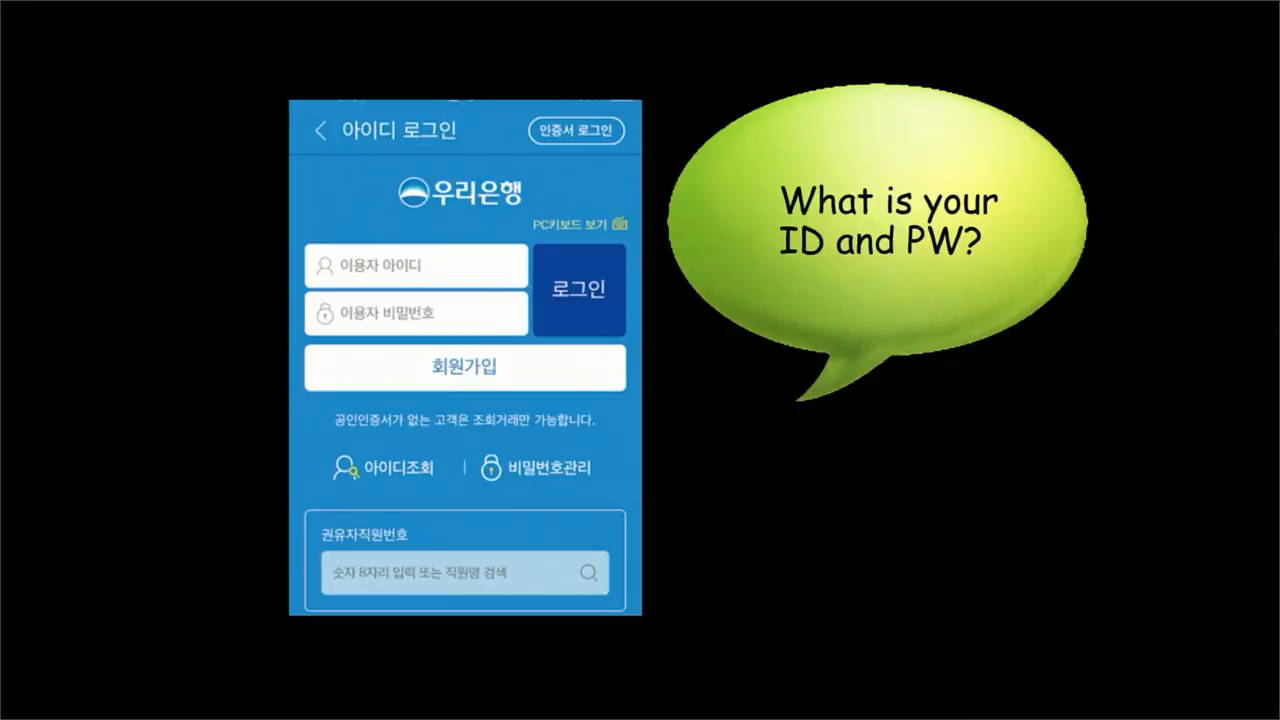 아이디 로그인
인증서 로그인
우리은행
PC키보드 보기
이용자 아이디
이용자 비밀번호
로그인
회원가입
공인인증서가 없는 고객은 조회거래만 가능합니다.
아이디조회 | 비밀번호관리
권유자직원번호
숫자 8자리 입력 또는 직원명 검색
What is your
ID and PW?